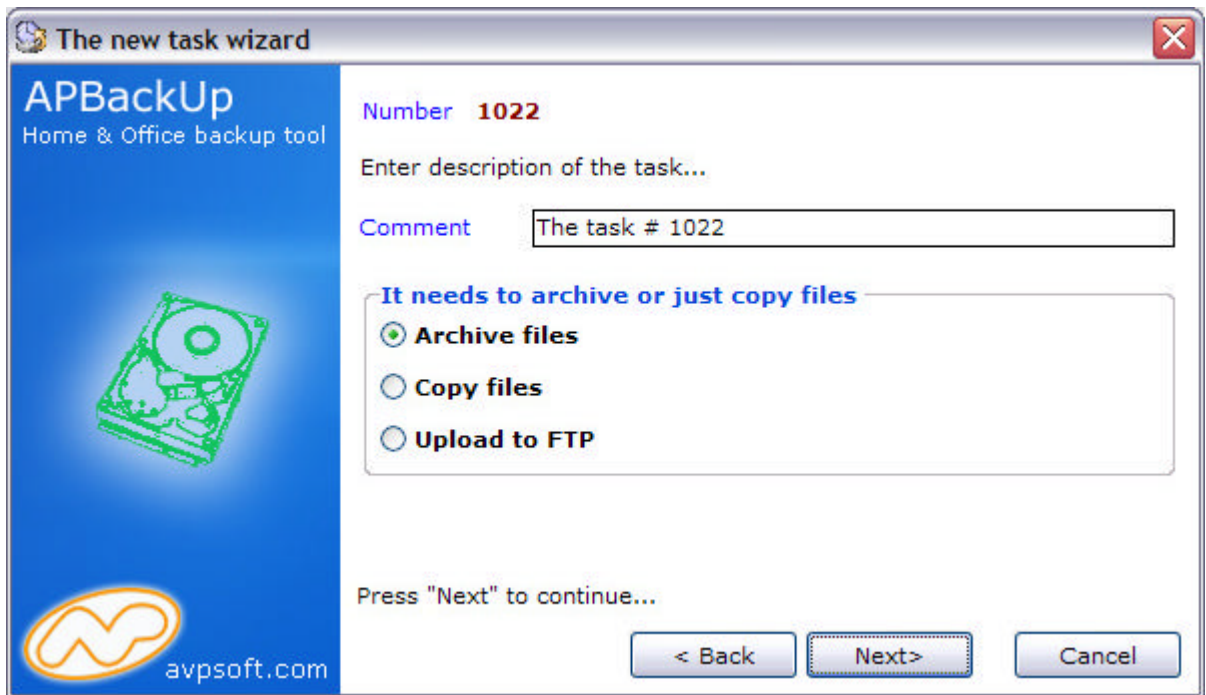 The new task wizard
APBackUp
Home & Office backup tool
Number 1022
Enter description of the task...
Comment The task # 1022
It needs to archive or just copy files
Archive files
Copy files
Upload to FTP
Press "Next" to continue...
< Back Next> Cancel
avpsoft.com